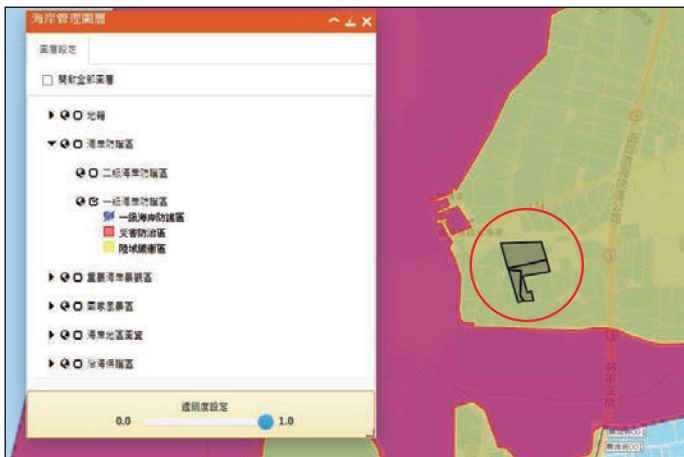 海岸管理圖層
圖層設定
開啟全部圖層
地籍
海岸防護區
二級海岸防護區
一級海岸防護區
一級海岸防護區
災害防治區
陸域緩衝區
重要海岸景觀區
國家風景區
海岸地區範圍
沿海保護區
透明度設定
0.0
1.0
174